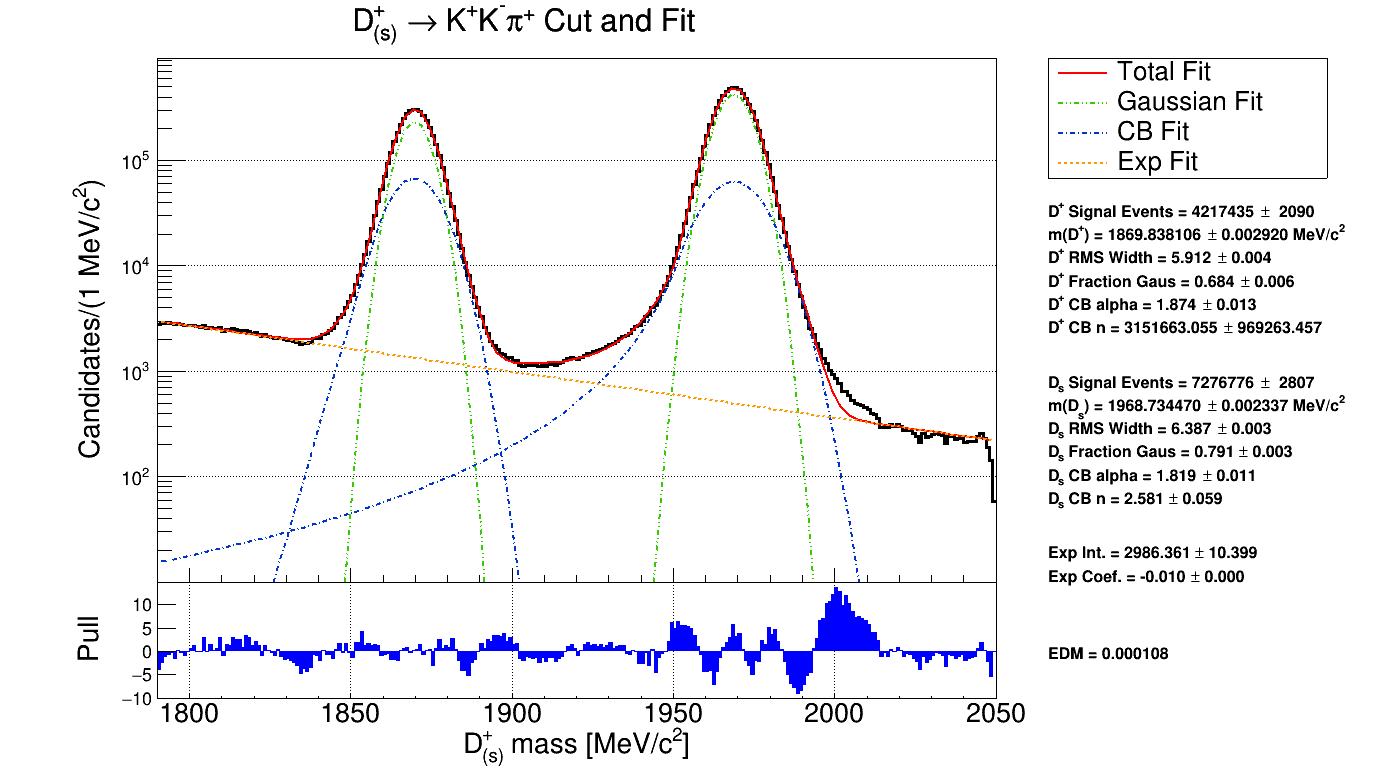 D⁺₍ₛ₎ → K⁺K⁻π⁺ Cut and Fit
Candidates/(1 MeV/c²)
10⁵
10⁴
10³
10²
Pull
10
5
0
−5
−10
1800
1850
1900
1950
2000
2050
D⁺₍ₛ₎ mass [MeV/c²]
Total Fit
Gaussian Fit
CB Fit
Exp Fit
D⁺ Signal Events = 4217435 ± 2090
m(D⁺) = 1869.838106 ± 0.002920 MeV/c²
D⁺ RMS Width = 5.912 ± 0.004
D⁺ Fraction Gaus = 0.684 ± 0.006
D⁺ CB alpha = 1.874 ± 0.013
D⁺ CB n = 3151663.055 ± 969263.457
Dₛ Signal Events = 7276776 ± 2807
m(Dₛ) = 1968.734470 ± 0.002337 MeV/c²
Dₛ RMS Width = 6.387 ± 0.003
Dₛ Fraction Gaus = 0.791 ± 0.003
Dₛ CB alpha = 1.819 ± 0.011
Dₛ CB n = 2.581 ± 0.059
Exp Int. = 2986.361 ± 10.399
Exp Coef. = -0.010 ± 0.000
EDM = 0.000108